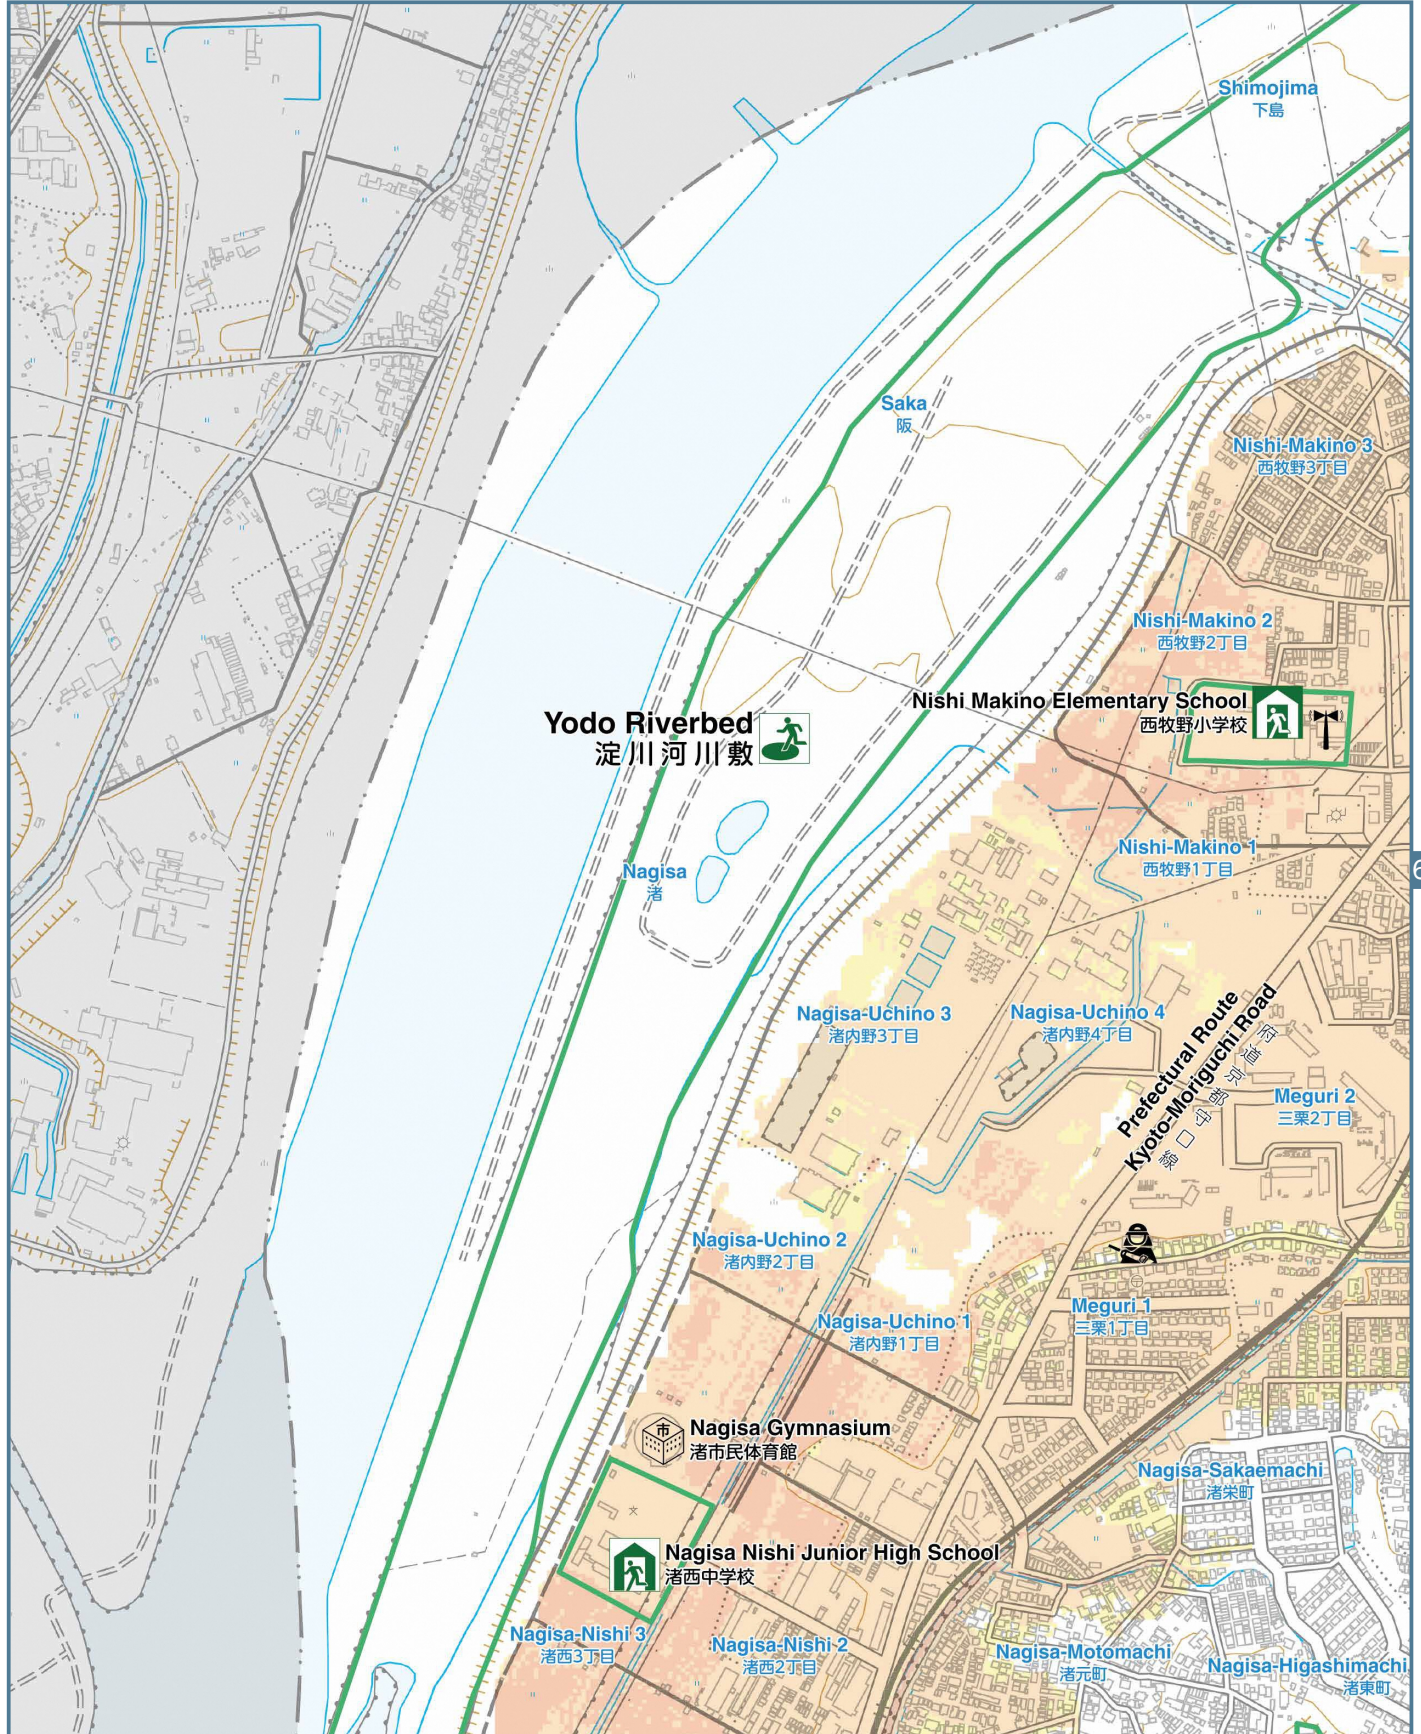 Shimojima
下島
Saka
阪
Nishi-Makino 3
西牧野3丁目
Nishi-Makino 2
西牧野2丁目
Nishi Makino Elementary School
西牧野小学校
Yodo Riverbed
淀川河川敷
Nishi-Makino 1
西牧野1丁目
Nagisa
渚
6
Nagisa-Uchino 3
渚内野3丁目
Nagisa-Uchino 4
渚内野4丁目
Prefectural Route
Kyoto-Moriguchi Road
府道京都守口線
Meguri 2
三栗2丁目
Nagisa-Uchino 2
渚内野2丁目
Meguri 1
三栗1丁目
Nagisa-Uchino 1
渚内野1丁目
市
Nagisa Gymnasium
渚市民体育館
Nagisa-Sakaemachi
渚栄町
文
Nagisa Nishi Junior High School
渚西中学校
Nagisa-Nishi 3
渚西3丁目
Nagisa-Nishi 2
渚西2丁目
Nagisa-Motomachi
渚元町
Nagisa-Higashimachi
渚東町